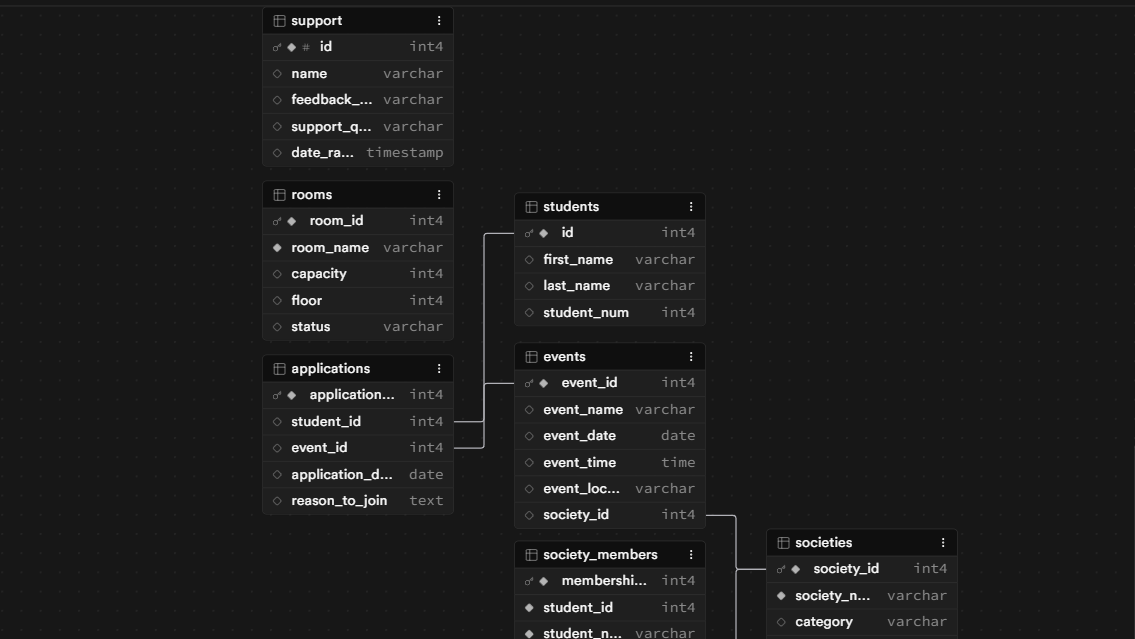 support
# id int4
name varchar
feedback_... varchar
support_q... varchar
date_ra... timestamp
rooms
room_id int4
room_name varchar
capacity int4
floor int4
status varchar
applications
application... int4
student_id int4
event_id int4
application_d... date
reason_to_join text
students
id int4
first_name varchar
last_name varchar
student_num int4
events
event_id int4
event_name varchar
event_date date
event_time time
event_loc... varchar
society_id int4
society_members
membershi... int4
student_id int4
student_n... varchar
societies
society_id int4
society_n... varchar
category varchar